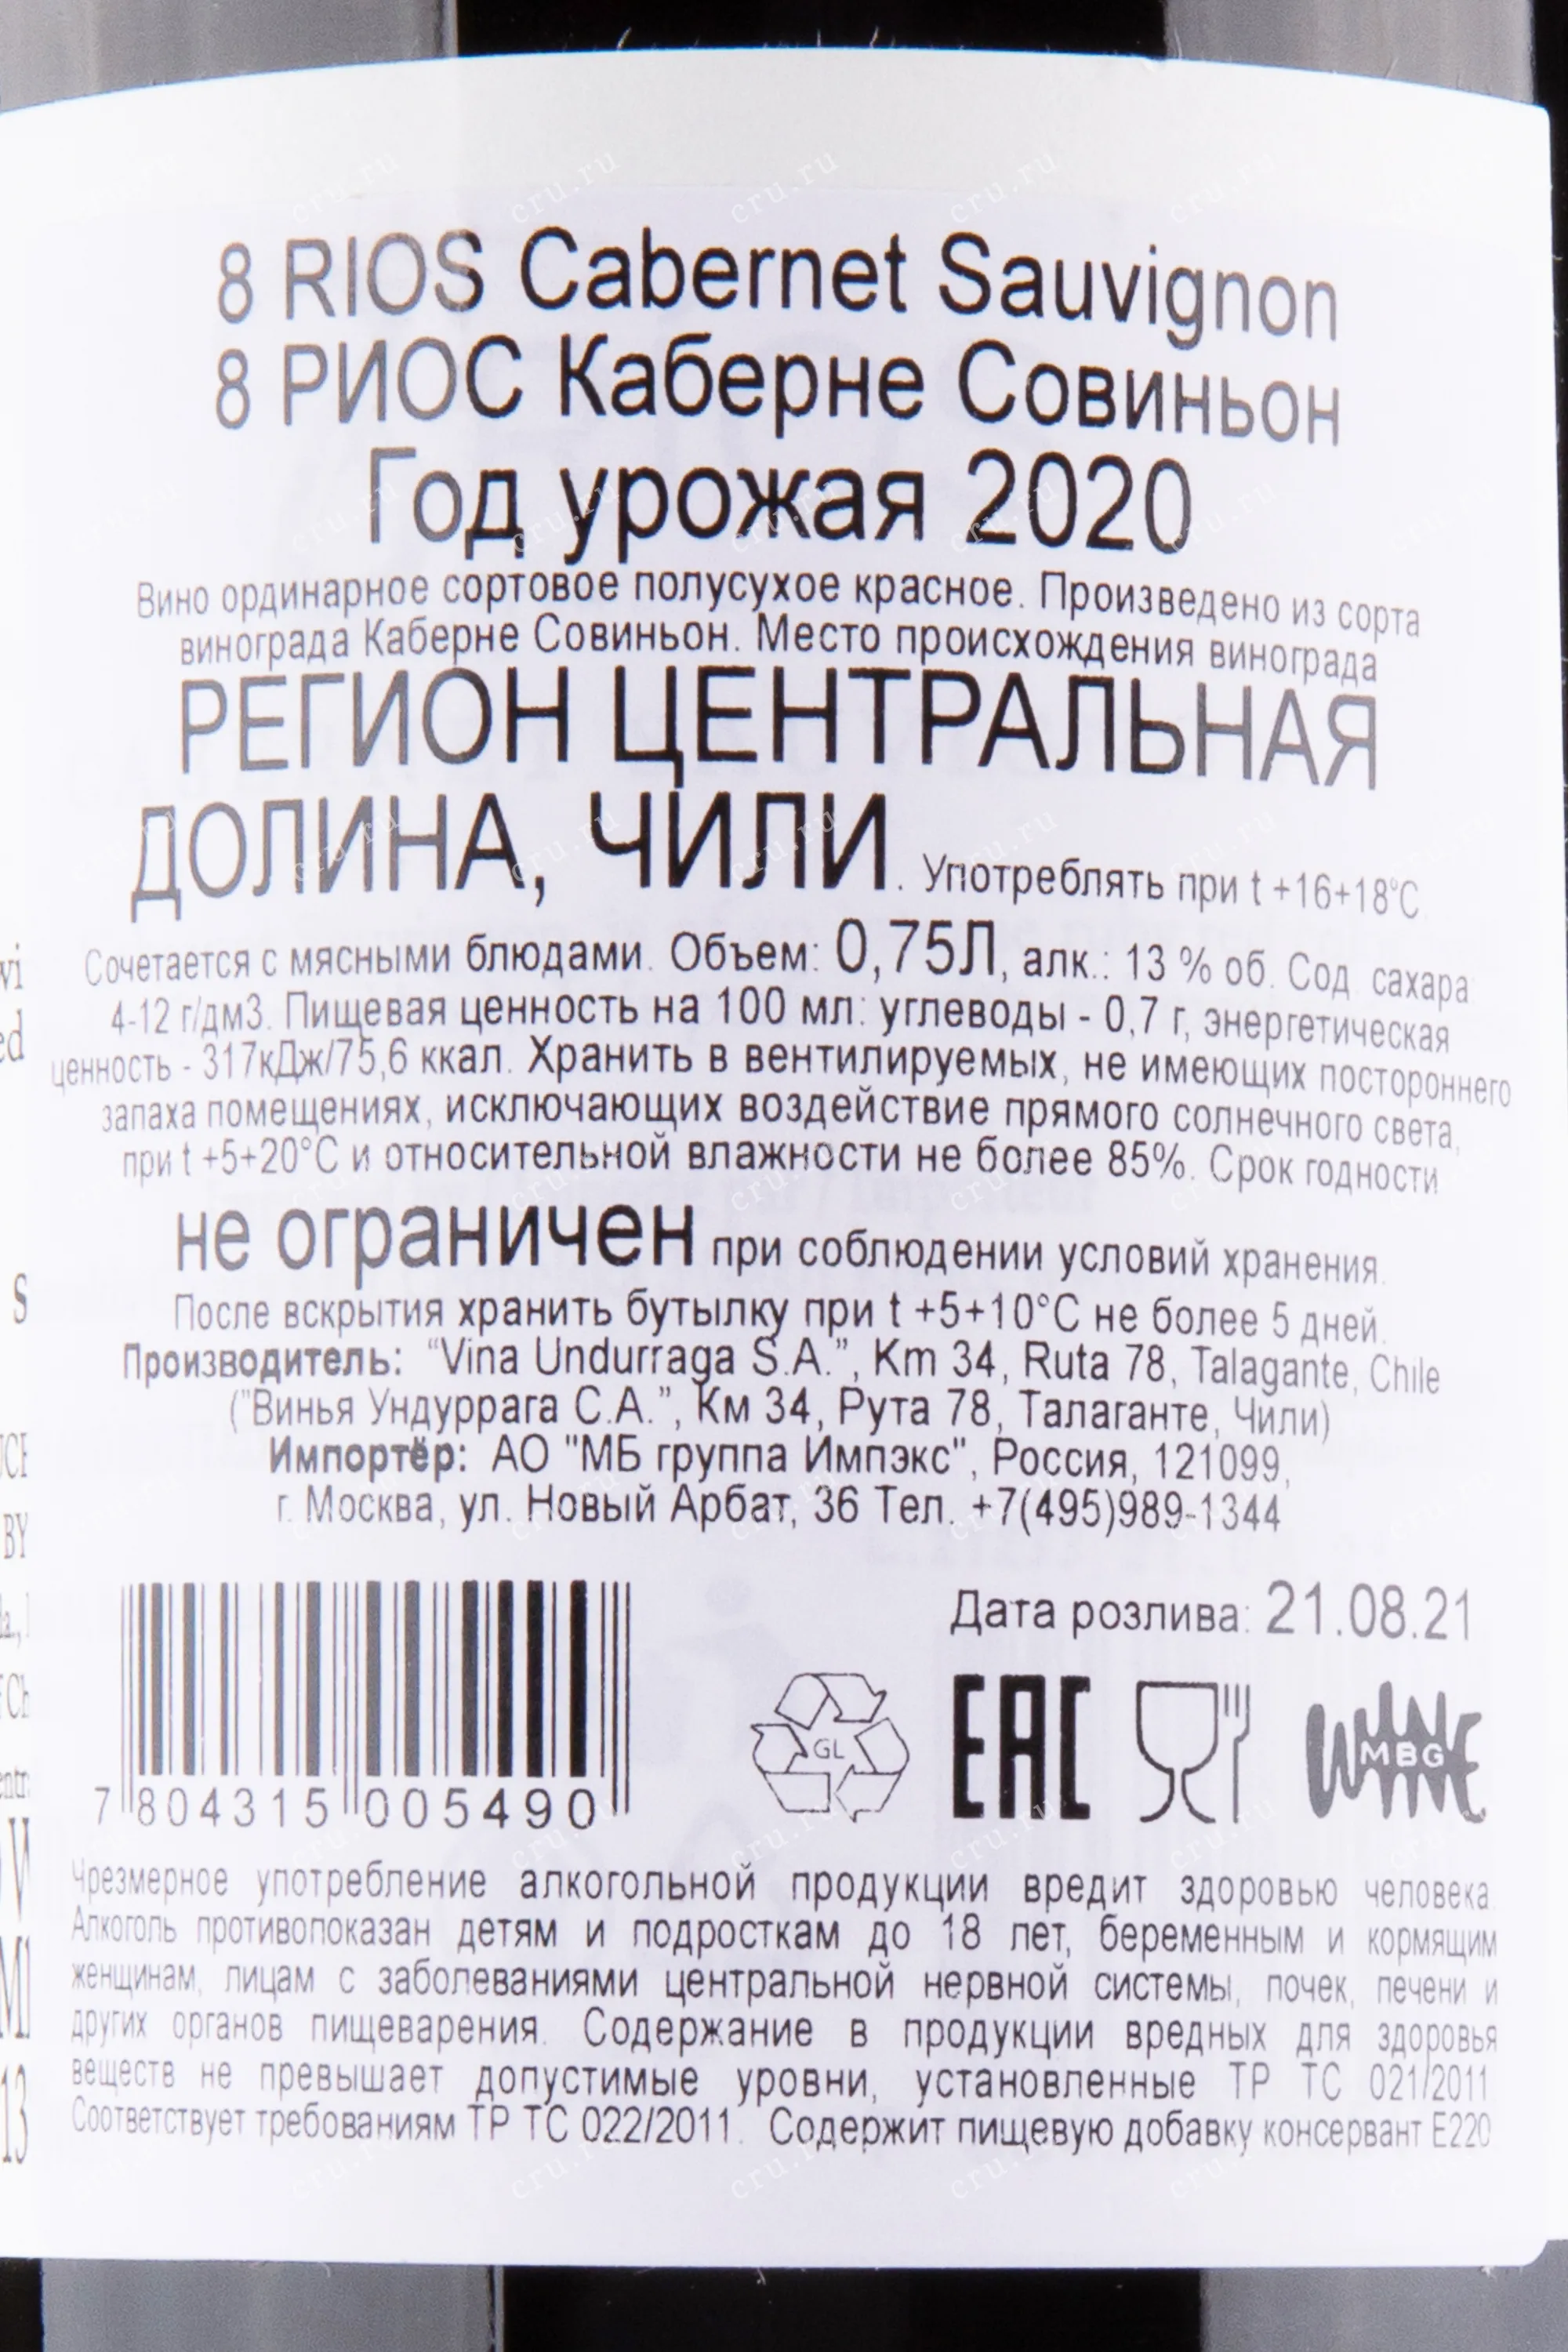 8 RIOS Cabernet Sauvignon
8 РИОС Каберне Совиньон
Год урожая 2020
Вино ординарное сортовое полусухое красное. Произведено из сорта
винограда Каберне Совиньон. Место происхождения винограда
РЕГИОН ЦЕНТРАЛЬНАЯ
ДОЛИНА, ЧИЛИ. Употреблять при t +16+18°C
Сочетается с мясными блюдами. Объем: 0,75Л, алк.: 13 % об. Сод. сахара
4-12 г/дм3. Пищевая ценность на 100 мл: углеводы - 0,7 г, энергетическая
ценность - 317кДж/75,6 ккал. Хранить в вентилируемых, не имеющих постороннего
запаха помещениях, исключающих воздействие прямого солнечного света,
при t +5+20°C и относительной влажности не более 85%. Срок годности
не ограничен при соблюдении условий хранения.
После вскрытия хранить бутылку при t +5+10°C не более 5 дней.
Производитель: “Vina Undurraga S.A.”, Km 34, Ruta 78, Talagante, Chile
("Винья Ундуррага С.А.”, Км 34, Рута 78, Талаганте, Чили)
Импортёр: АО "МБ группа Импэкс", Россия, 121099,
г. Москва, ул. Новый Арбат, 36 Тел. +7(495)989-1344
Дата розлива: 21.08.21
GL
EAC
WINE
MBG
7 804315 005490
Чрезмерное употребление алкогольной продукции вредит здоровью человека.
Алкоголь противопоказан детям и подросткам до 18 лет, беременным и кормящим
женщинам, лицам с заболеваниями центральной нервной системы, почек, печени и
других органов пищеварения. Содержание в продукции вредных для здоровья
веществ не превышает допустимые уровни, установленные ТР ТС 021/2011
Соответствует требованиям ТР ТС 022/2011. Содержит пищевую добавку консервант Е220
cru.ru